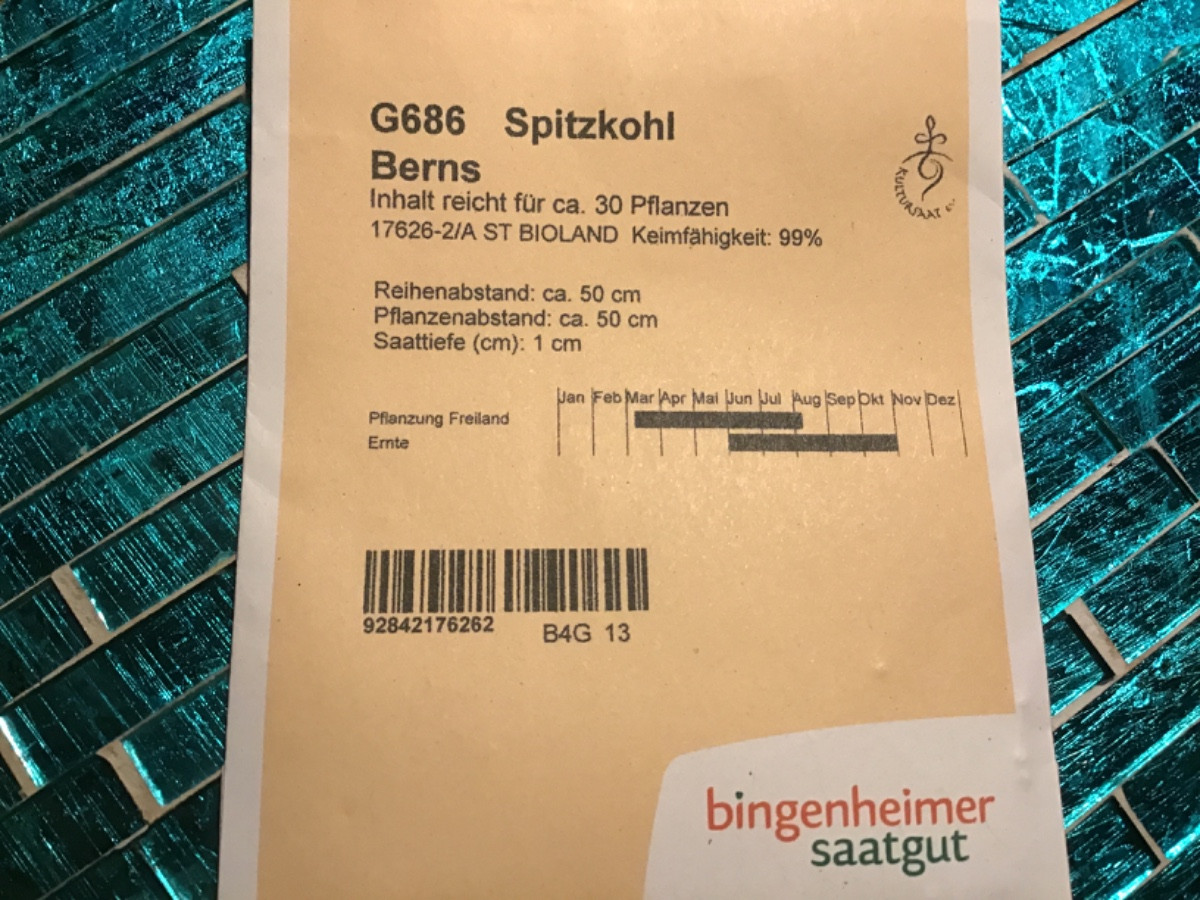 G686 Spitzkohl
Berns
Inhalt reicht für ca. 30 Pflanzen
17626-2/A ST BIOLAND Keimfähigkeit: 99%
KULTURSAAT e.V.
Reihenabstand: ca. 50 cm
Pflanzenabstand: ca. 50 cm
Saattiefe (cm): 1 cm
Jan Feb Mar Apr Mai Jun Jul Aug Sep Okt Nov Dez
Pflanzung Freiland
Ernte
92842176262 B4G 13
bingenheimer
saatgut